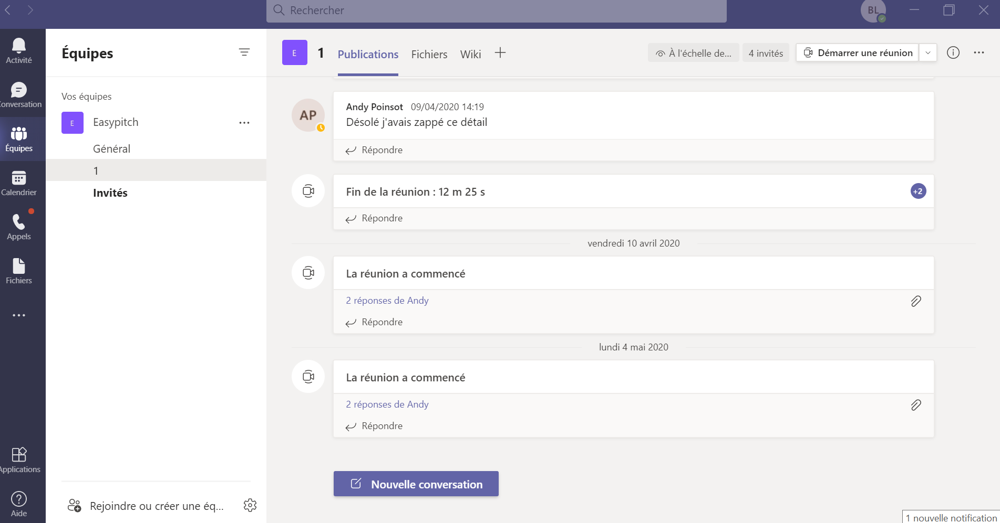 Rechercher
BL
Activité
Conversation
Équipes
Calendrier
Appels
Fichiers
Applications
Aide
Équipes
Vos équipes
E Easypitch
Général
1
Invités
Rejoindre ou créer une éq...
E 1 Publications Fichiers Wiki
À l'échelle de... 4 invités Démarrer une réunion
AP
Andy Poinsot 09/04/2020 14:19
Désolé j'avais zappé ce détail
Répondre
Fin de la réunion : 12 m 25 s +2
Répondre
vendredi 10 avril 2020
La réunion a commencé
2 réponses de Andy
Répondre
lundi 4 mai 2020
La réunion a commencé
2 réponses de Andy
Répondre
Nouvelle conversation
1 nouvelle notification